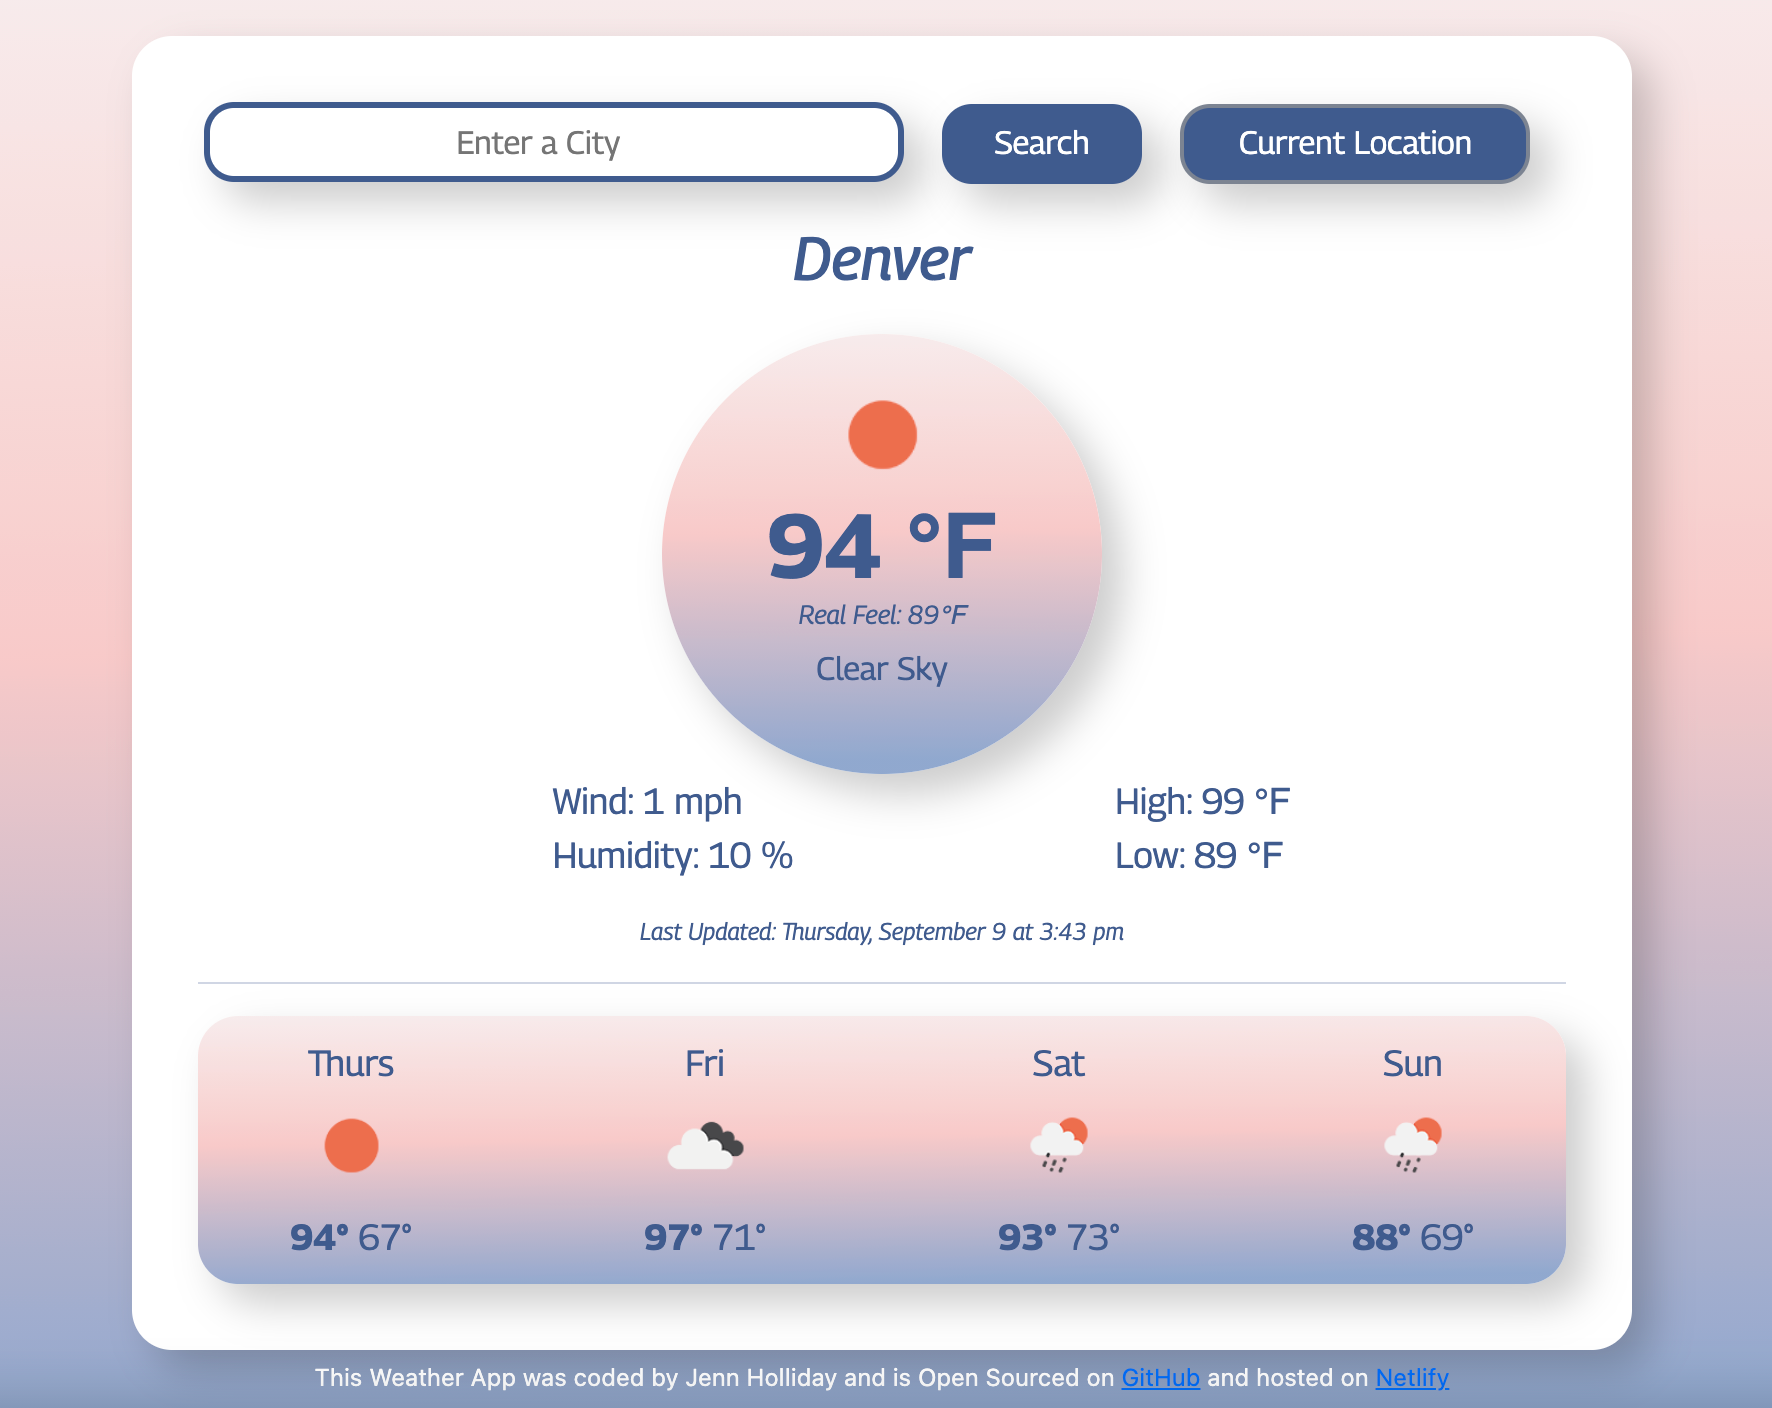 Enter a City
Search
Current Location
Denver
94 °F
Real Feel: 89°F
Clear Sky
Wind: 1 mph
High: 99 °F
Humidity: 10 %
Low: 89 °F
Last Updated: Thursday, September 9 at 3:43 pm
Thurs Fri Sat Sun
94° 67° 97° 71° 93° 73° 88° 69°
This Weather App was coded by Jenn Holliday and is Open Sourced on GitHub and hosted on Netlify